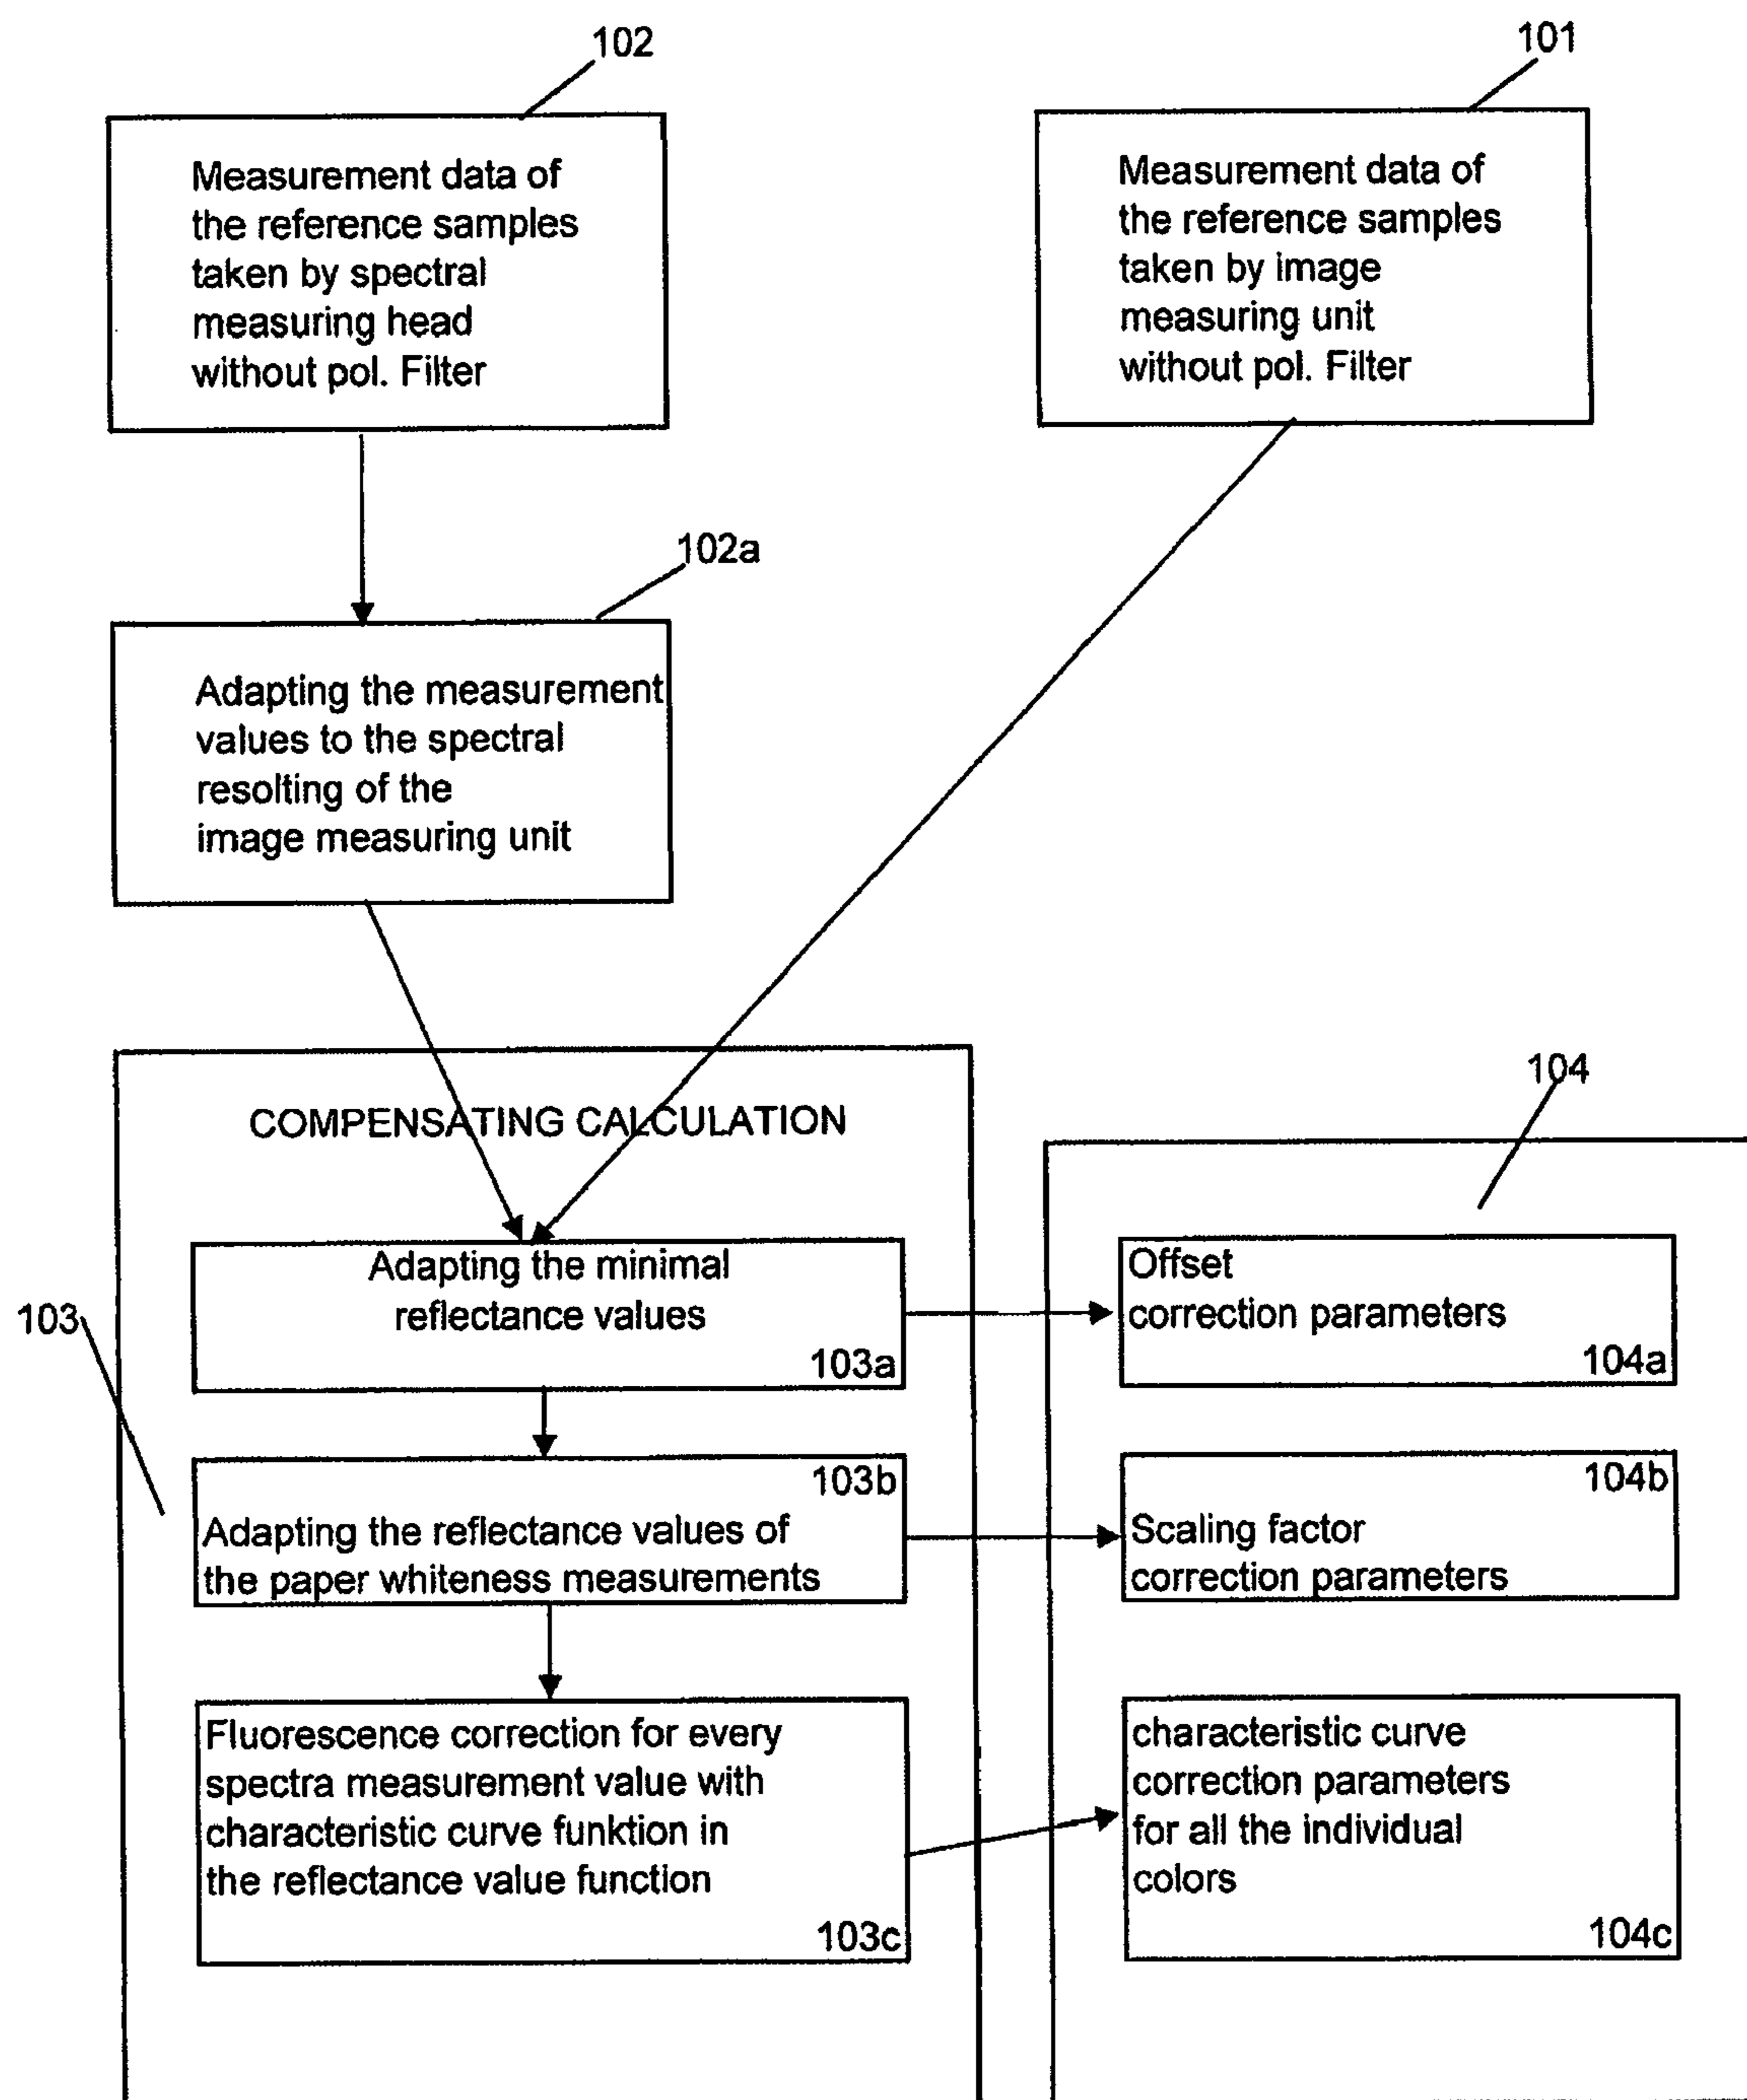 102
101
Measurement data of
the reference samples
taken by spectral
measuring head
without pol. Filter
Measurement data of
the reference samples
taken by image
measuring unit
without pol. Filter
102a
Adapting the measurement
values to the spectral
resolting of the
image measuring unit
COMPENSATING CALCULATION
104
103
Adapting the minimal
reflectance values
103a
Offset
correction parameters
104a
103b
Adapting the reflectance values of
the paper whiteness measurements
104b
Scaling factor
correction parameters
Fluorescence correction for every
spectra measurement value with
characteristic curve funktion in
the reflectance value function
103c
characteristic curve
correction parameters
for all the individual
colors
104c